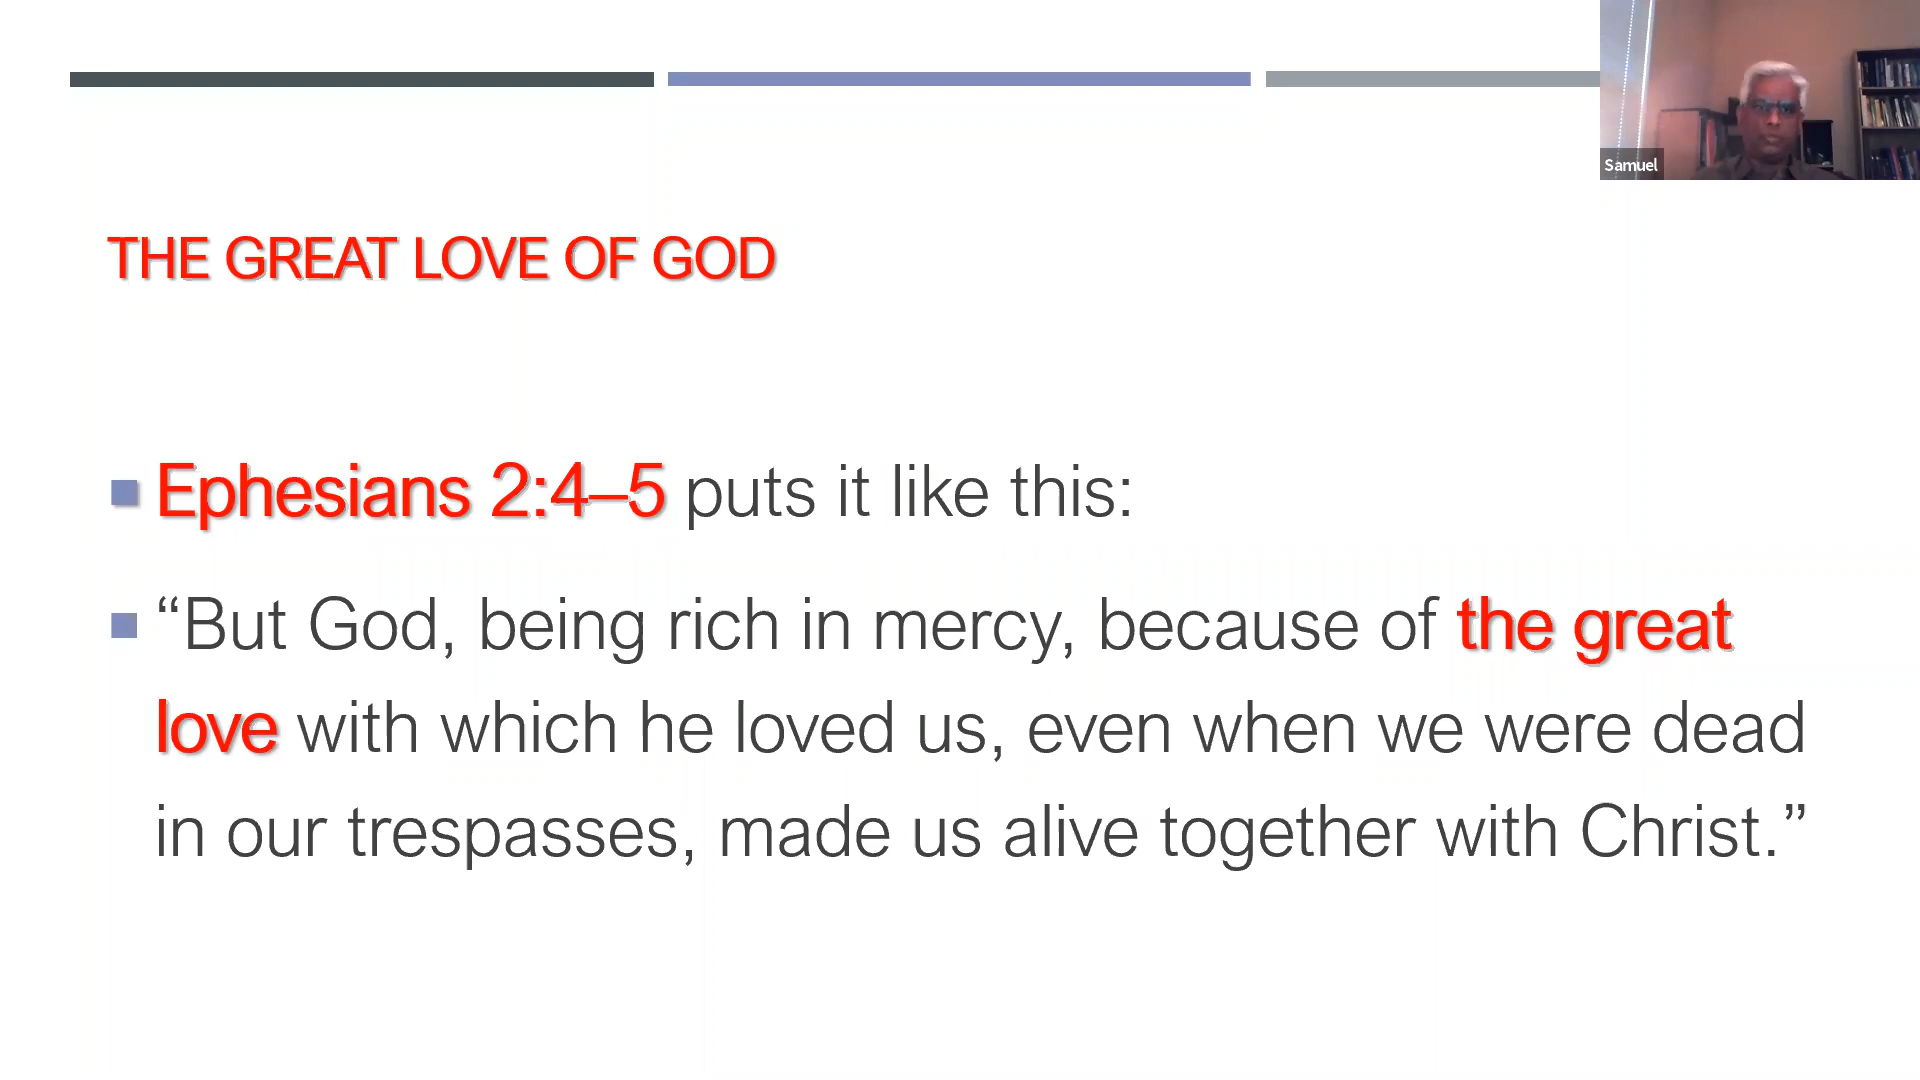 Samuel
THE GREAT LOVE OF GOD
Ephesians 2:4–5 puts it like this:
“But God, being rich in mercy, because of the great
love with which he loved us, even when we were dead
in our trespasses, made us alive together with Christ.”